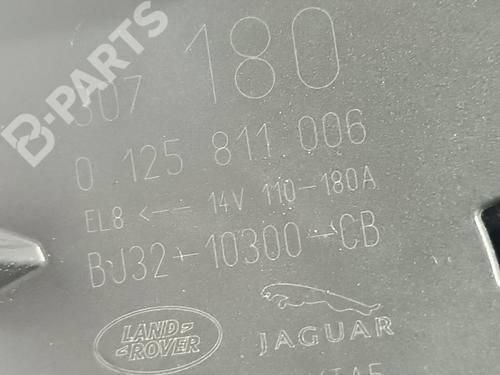 B-PARTS
307 180
0 125 811 006
EL8 <-- 14V 110-180A
BJ32-10300-CB
LAND-
-ROVER
JAGUAR